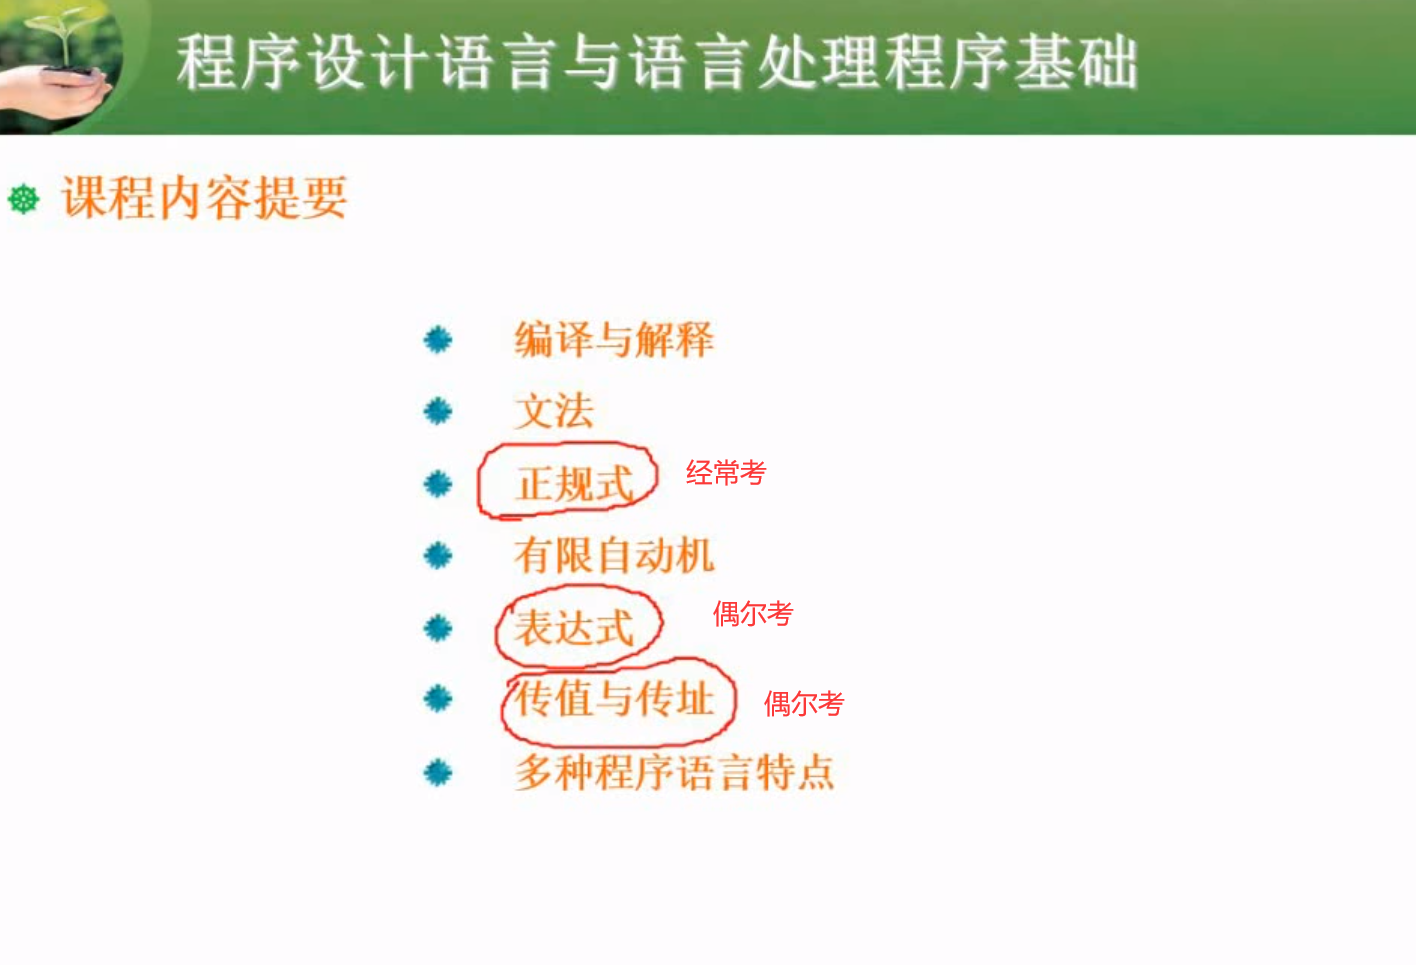 程序设计语言与语言处理程序基础
课程内容提要
编译与解释
文法
正规式 经常考
有限自动机
表达式 偶尔考
传值与传址 偶尔考
多种程序语言特点